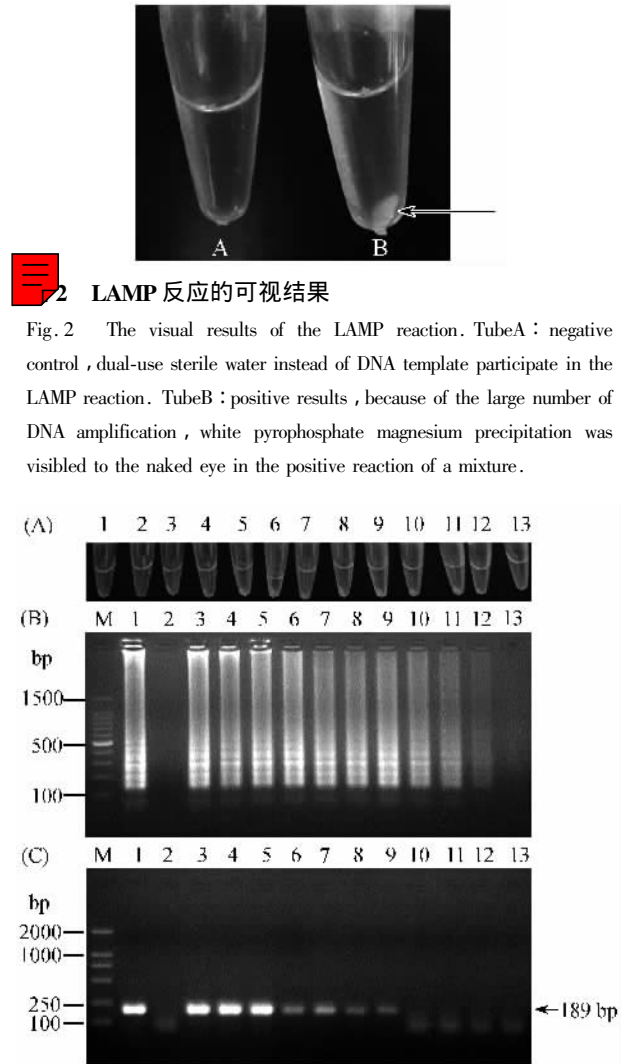 A B
2 LAMP 反应的可视结果
Fig. 2 The visual results of the LAMP reaction. TubeA：negative
control，dual-use sterile water instead of DNA template participate in the
LAMP reaction. TubeB：positive results，because of the large number of
DNA amplification，white pyrophosphate magnesium precipitation was
visibled to the naked eye in the positive reaction of a mixture.
(A) 1 2 3 4 5 6 7 8 9 10 11 12 13
(B) M 1 2 3 4 5 6 7 8 9 10 11 12 13
bp
1500
500
100
(C) M 1 2 3 4 5 6 7 8 9 10 11 12 13
bp
2000
1000
250
100
189 bp